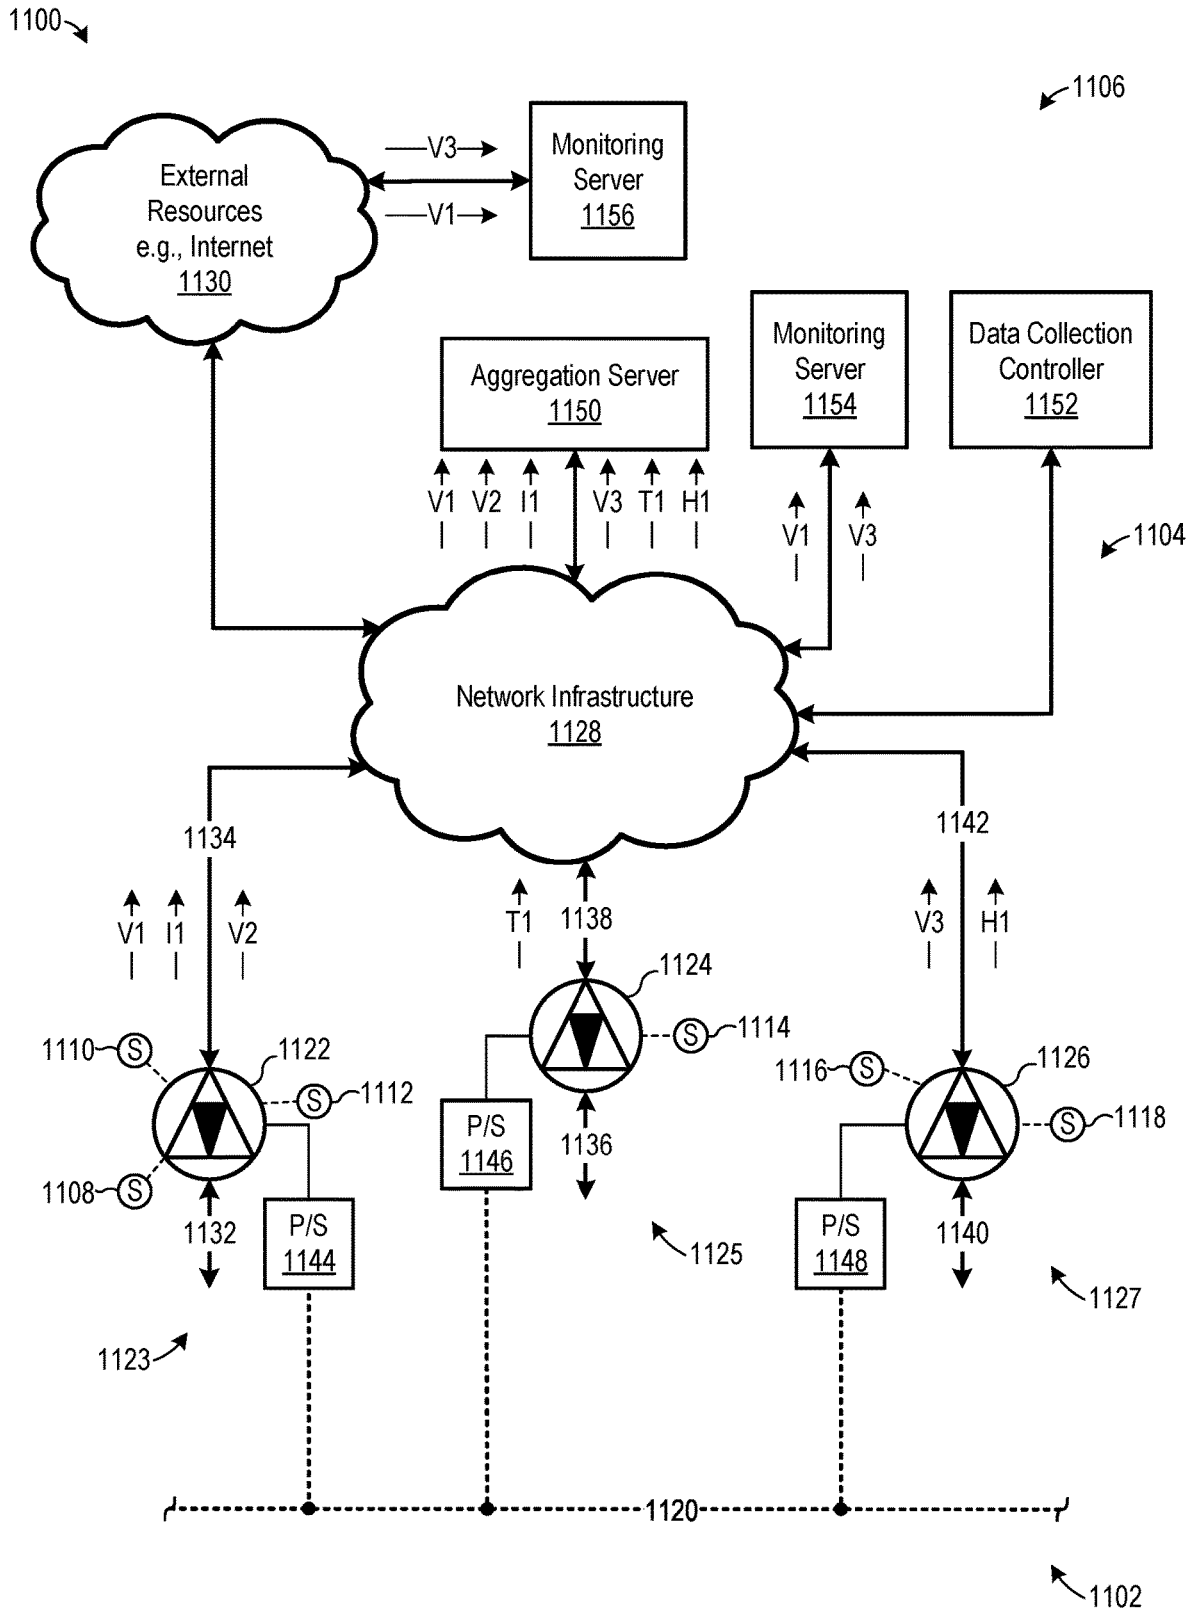 1100
1106
External
Resources
e.g., Internet
1130
V3
V1
Monitoring
Server
1156
Aggregation Server
1150
Monitoring
Server
1154
Data Collection
Controller
1152
V1 V2 I1 V3 T1 H1
V1 V3
1104
Network Infrastructure
1128
1134
1142
V1 I1 V2
T1
1138
V3 H1
1124
S 1114
1110 S
1122
S 1112
1108 S
1116 S
1126
S 1118
P/S
1146
1136
1132
P/S
1144
P/S
1148
1140
1125
1127
1123
1120
1102